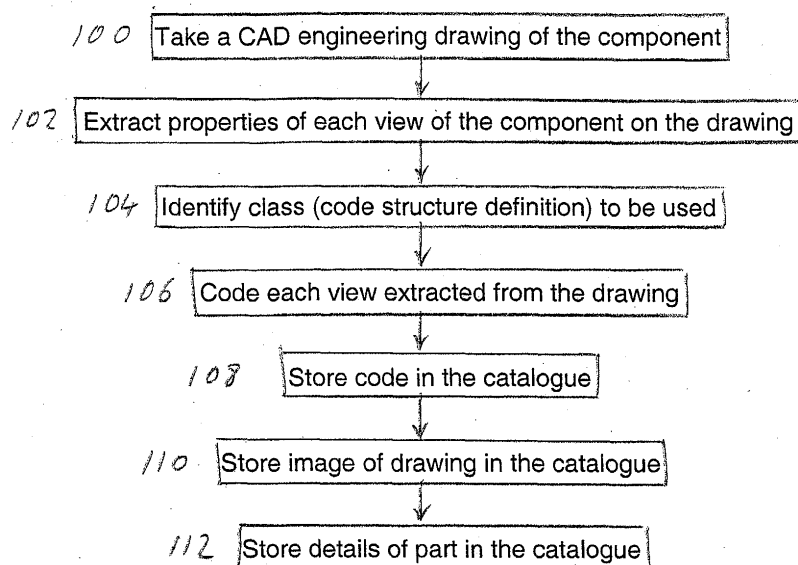 100 Take a CAD engineering drawing of the component
102 Extract properties of each view of the component on the drawing
104 Identify class (code structure definition) to be used
106 Code each view extracted from the drawing
108 Store code in the catalogue
110 Store image of drawing in the catalogue
112 Store details of part in the catalogue